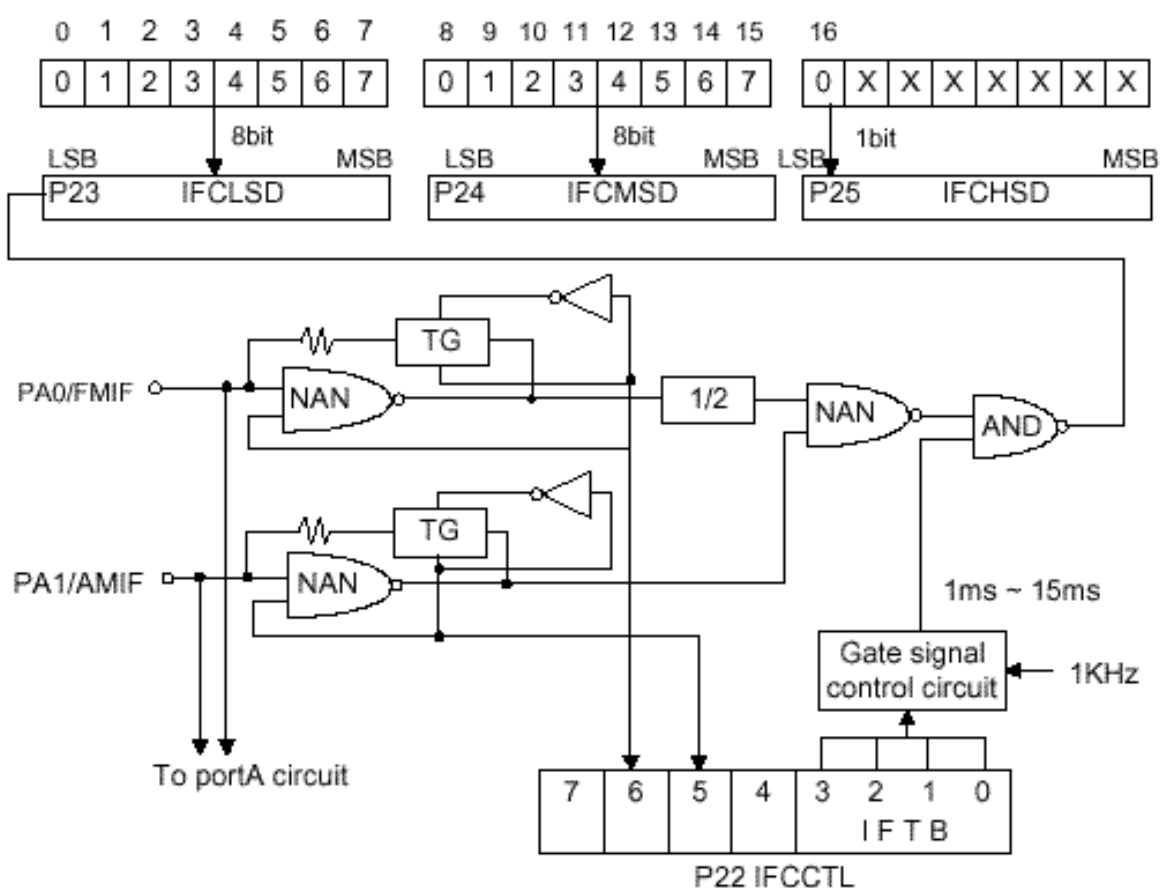 0 1 2 3 4 5 6 7 8 9 10 11 12 13 14 15 16
0 1 2 3 4 5 6 7 0 1 2 3 4 5 6 7 0 X X X X X X X
8bit 8bit 1bit
LSB MSB LSB MSB LSB MSB
P23 IFCLSD P24 IFCMSD P25 IFCHSD
TG
PA0/FMIF NAN 1/2 NAN AND
TG
PA1/AMIF NAN
1ms ~ 15ms
Gate signal
control circuit
1KHz
To portA circuit
7 6 5 4 3 2 1 0
I F T B
P22 IFCCTL